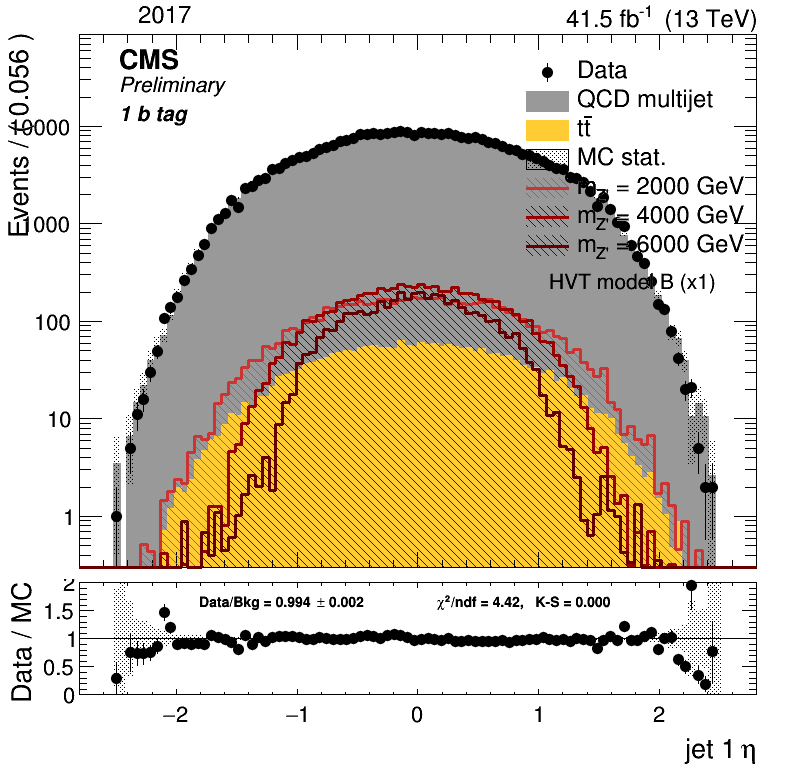 2017
41.5 fb⁻¹ (13 TeV)
CMS
Preliminary
1 b tag
Data
QCD multijet
tt̄
MC stat.
m_Z' = 2000 GeV
m_Z' = 4000 GeV
m_Z' = 6000 GeV
HVT model B (x1)
Events / ( 0.056 )
10000
1000
100
10
1
Data / MC
2
1.5
1
0.5
0
Data/Bkg = 0.994 ± 0.002
χ²/ndf = 4.42, K-S = 0.000
−2
−1
0
1
2
jet 1 η